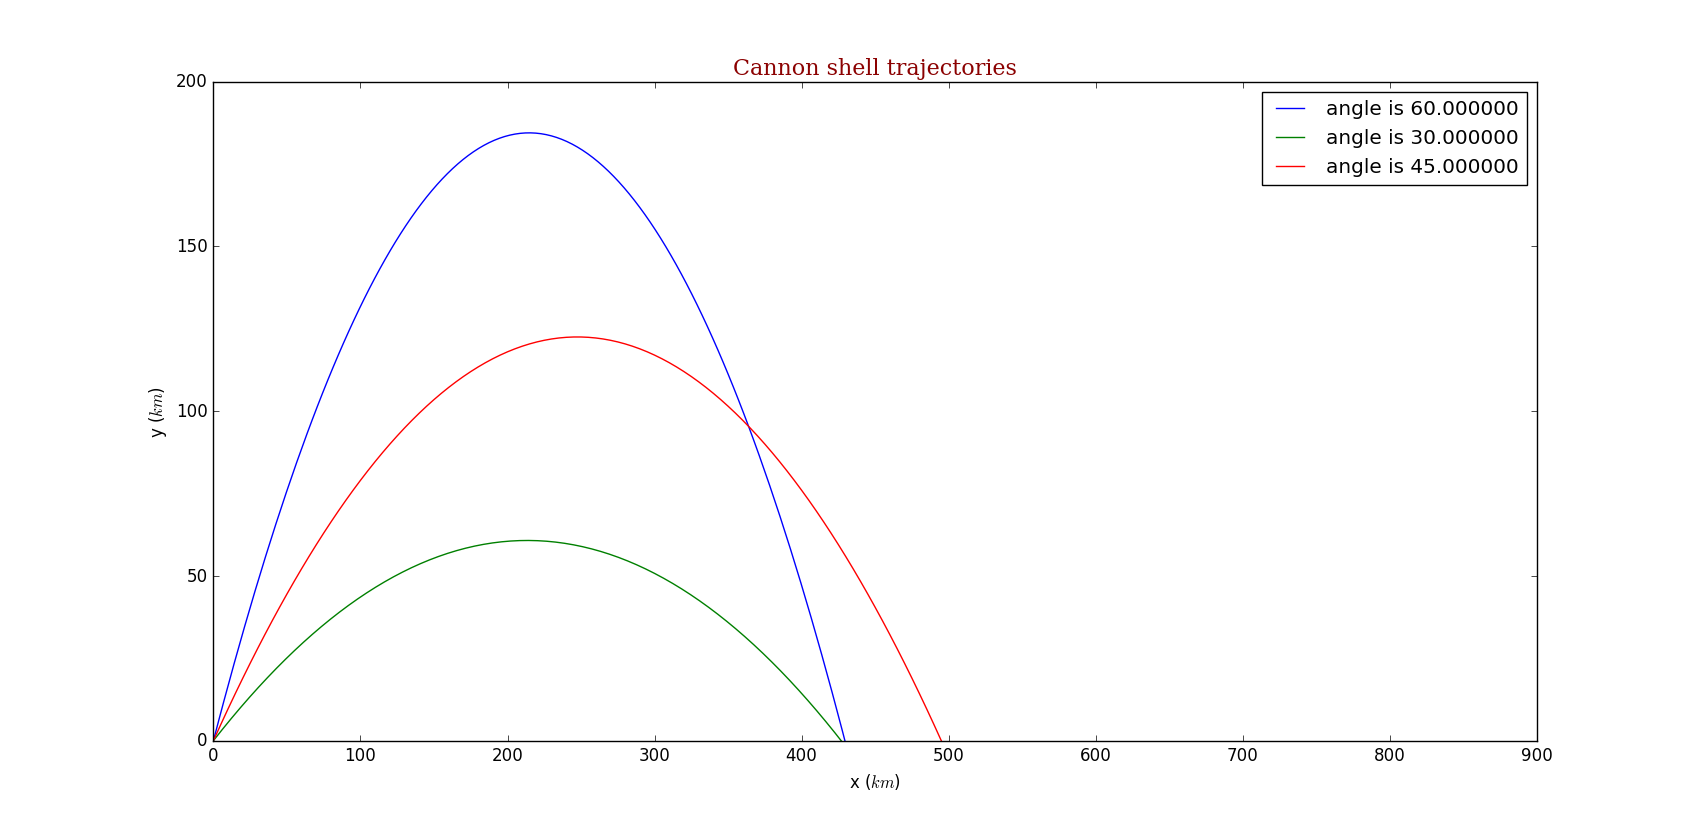 Cannon shell trajectories
200
150
100
50
0
y (km)
angle is 60.000000
angle is 30.000000
angle is 45.000000
0 100 200 300 400 500 600 700 800 900
x (km)